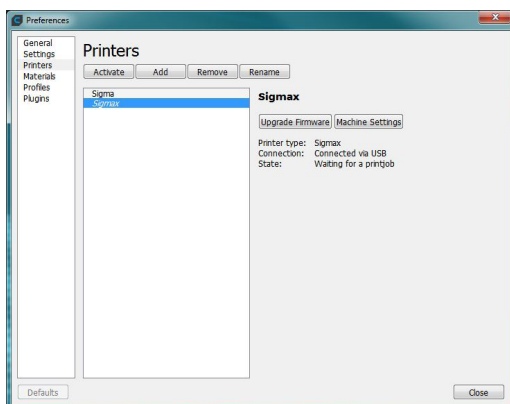 Preferences
General
Settings
Printers
Materials
Profiles
Plugins
Printers
Activate Add Remove Rename
Sigma
Sigmax
Sigmax
Upgrade Firmware Machine Settings
Printer type: Sigmax
Connection: Connected via USB
State: Waiting for a printjob
Defaults Close